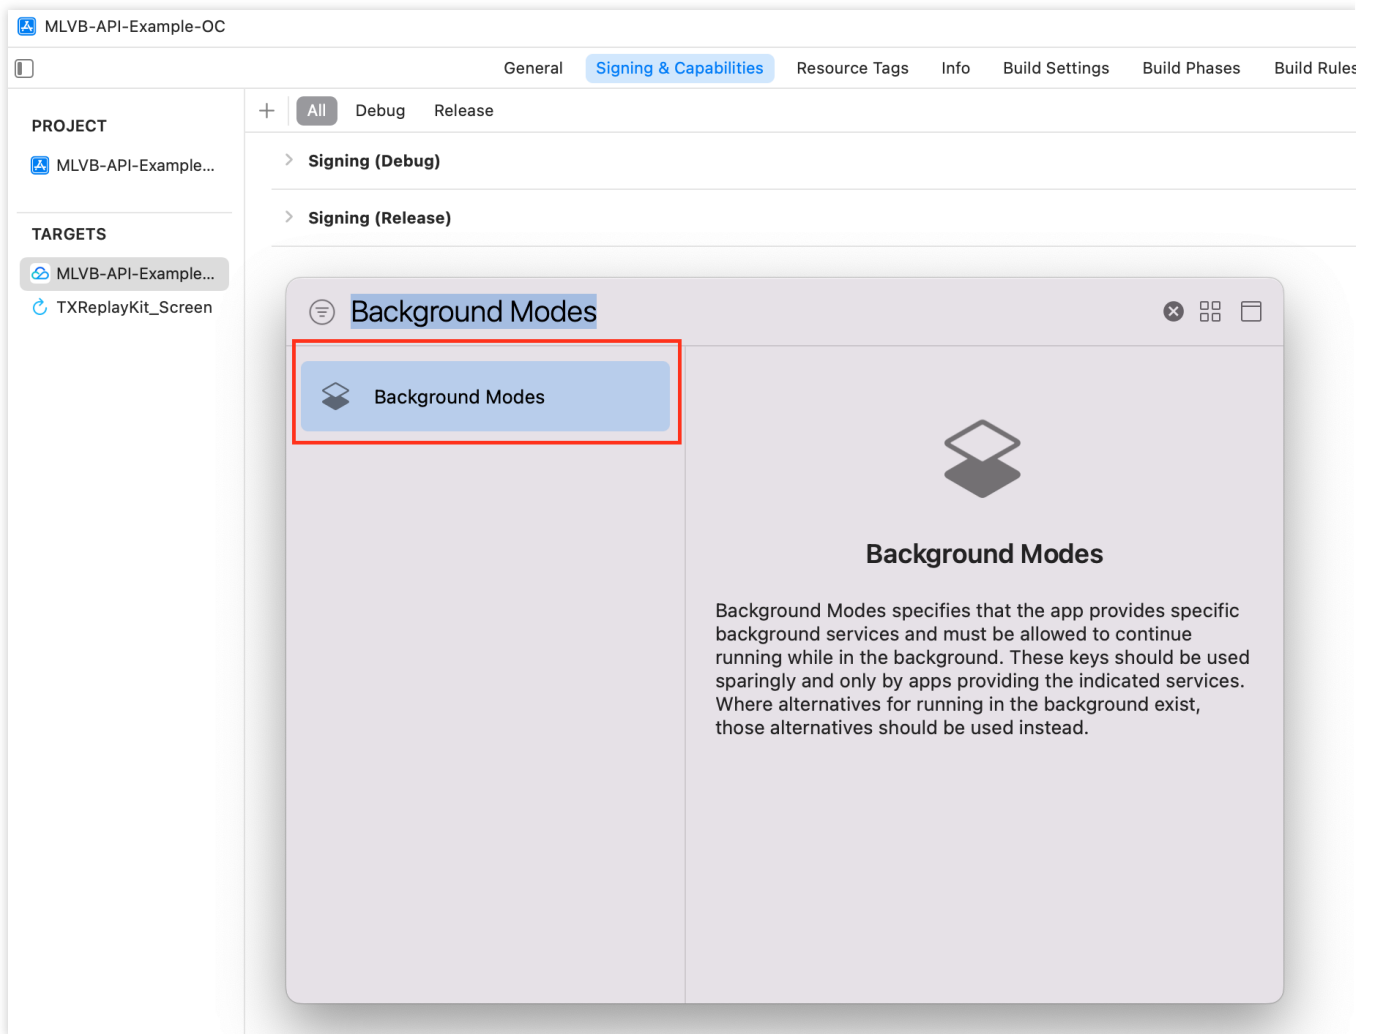 MLVB-API-Example-OC
General Signing & Capabilities Resource Tags Info Build Settings Build Phases Build Rules
All Debug Release
PROJECT
MLVB-API-Example...
TARGETS
MLVB-API-Example...
TXReplayKit_Screen
Signing (Debug)
Signing (Release)
Background Modes
Background Modes
Background Modes
Background Modes specifies that the app provides specific
background services and must be allowed to continue
running while in the background. These keys should be used
sparingly and only by apps providing the indicated services.
Where alternatives for running in the background exist,
those alternatives should be used instead.